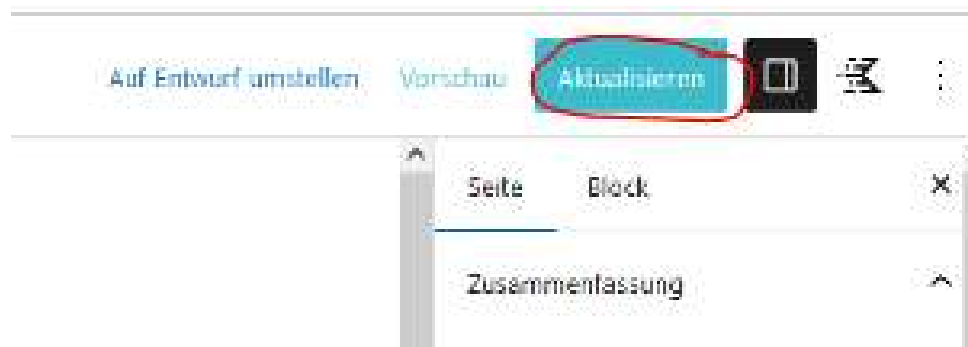 Auf Entwurf umstellen Vorschau Aktualisieren
Seite Block
Zusammenfassung